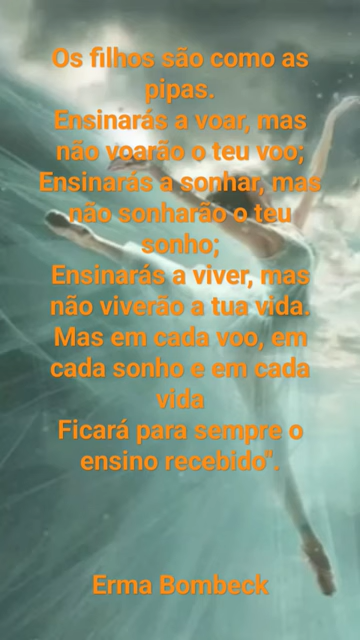 Os filhos são como as
pipas.
Ensinarás a voar, mas
não voarão o teu voo;
Ensinarás a sonhar, mas
não sonharão o teu
sonho;
Ensinarás a viver, mas
não viverão a tua vida.
Mas em cada voo, em
cada sonho e em cada
vida
Ficará para sempre o
ensino recebido".
Erma Bombeck